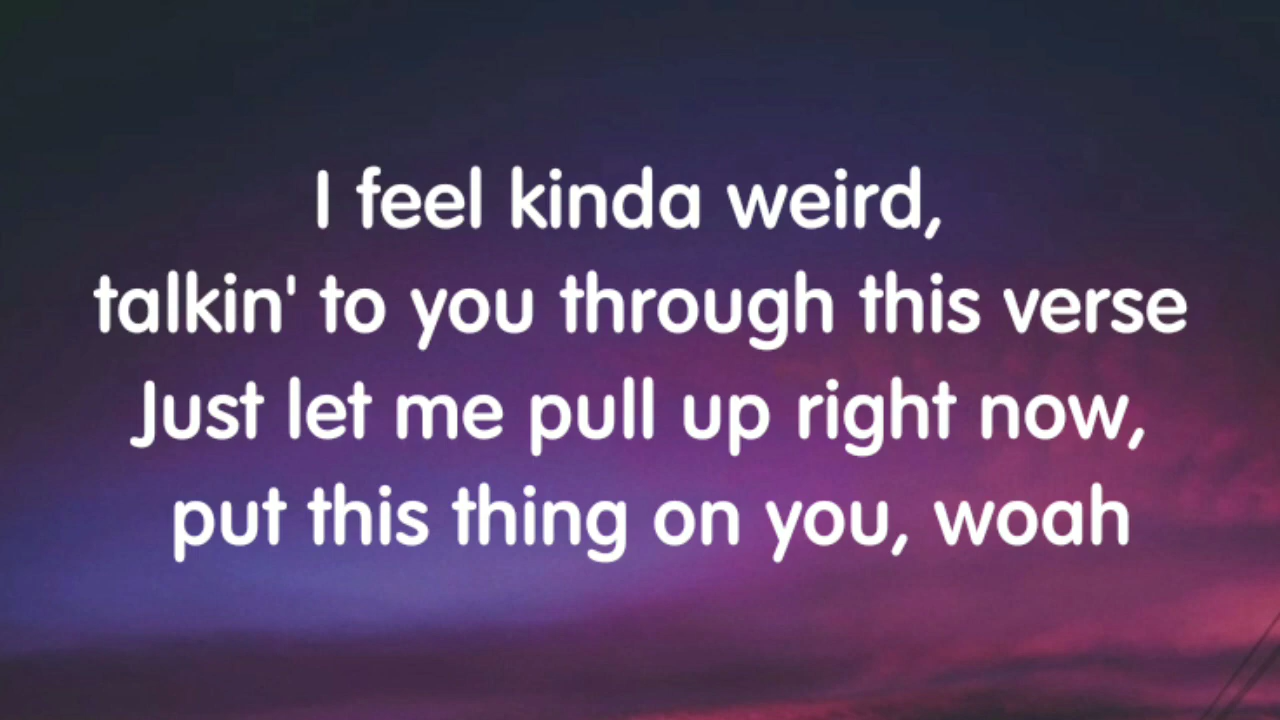 I feel kinda weird,
talkin' to you through this verse
Just let me pull up right now,
put this thing on you, woah